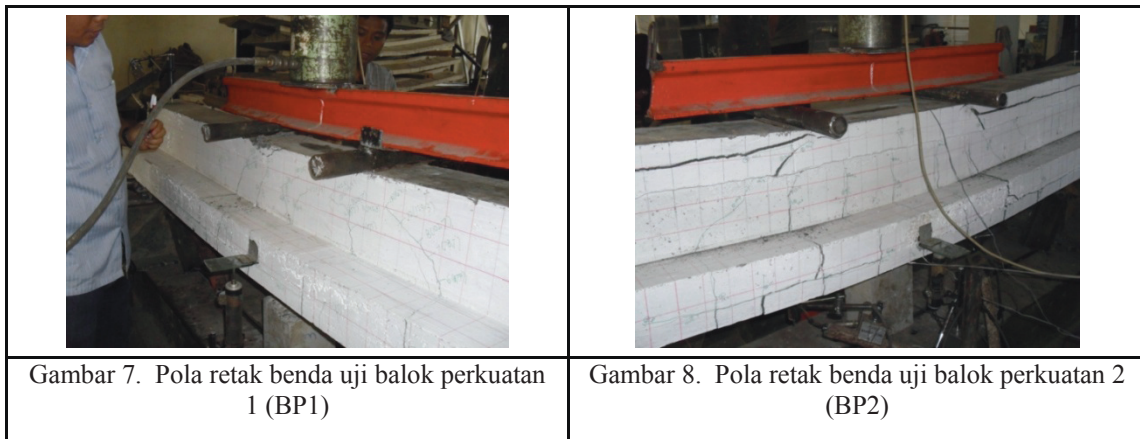 Gambar 7. Pola retak benda uji balok perkuatan
1 (BP1)
Gambar 8. Pola retak benda uji balok perkuatan 2
(BP2)